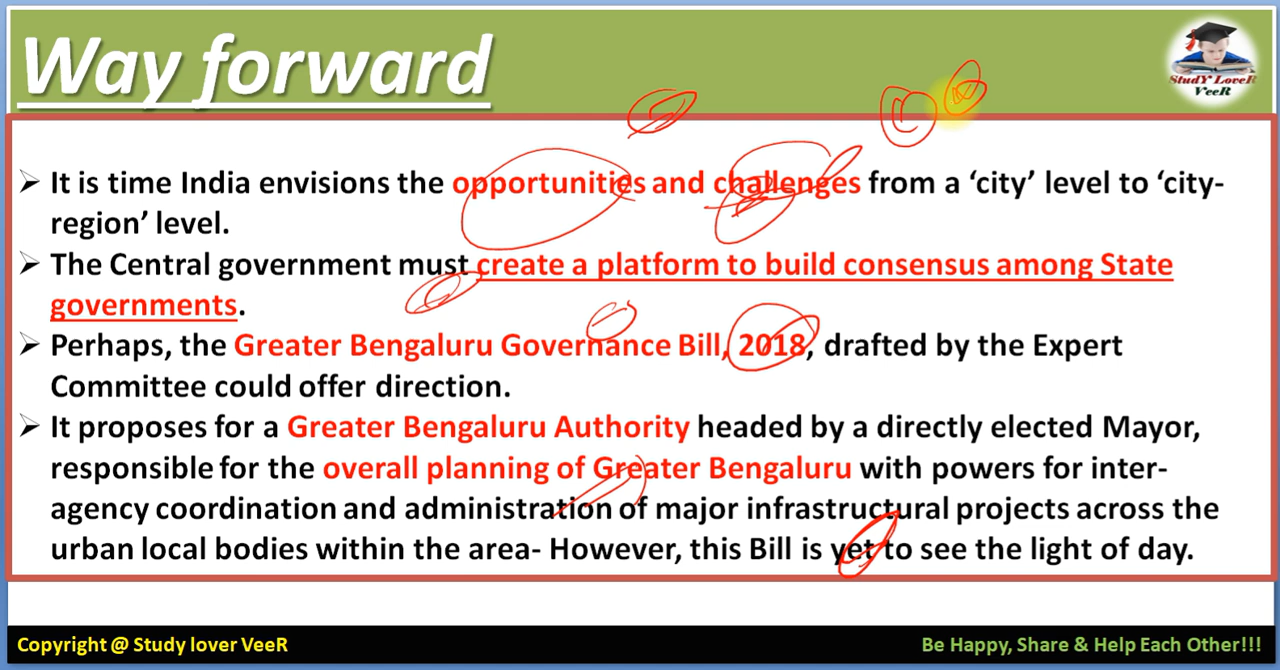 Way forward
StudY LoveR
VeeR
➢ It is time India envisions the opportunities and challenges from a ‘city’ level to ‘city-
region’ level.
➢ The Central government must create a platform to build consensus among State
governments.
➢ Perhaps, the Greater Bengaluru Governance Bill, 2018, drafted by the Expert
Committee could offer direction.
➢ It proposes for a Greater Bengaluru Authority headed by a directly elected Mayor,
responsible for the overall planning of Greater Bengaluru with powers for inter-
agency coordination and administration of major infrastructural projects across the
urban local bodies within the area- However, this Bill is yet to see the light of day.
Copyright @ Study lover VeeR
Be Happy, Share & Help Each Other!!!